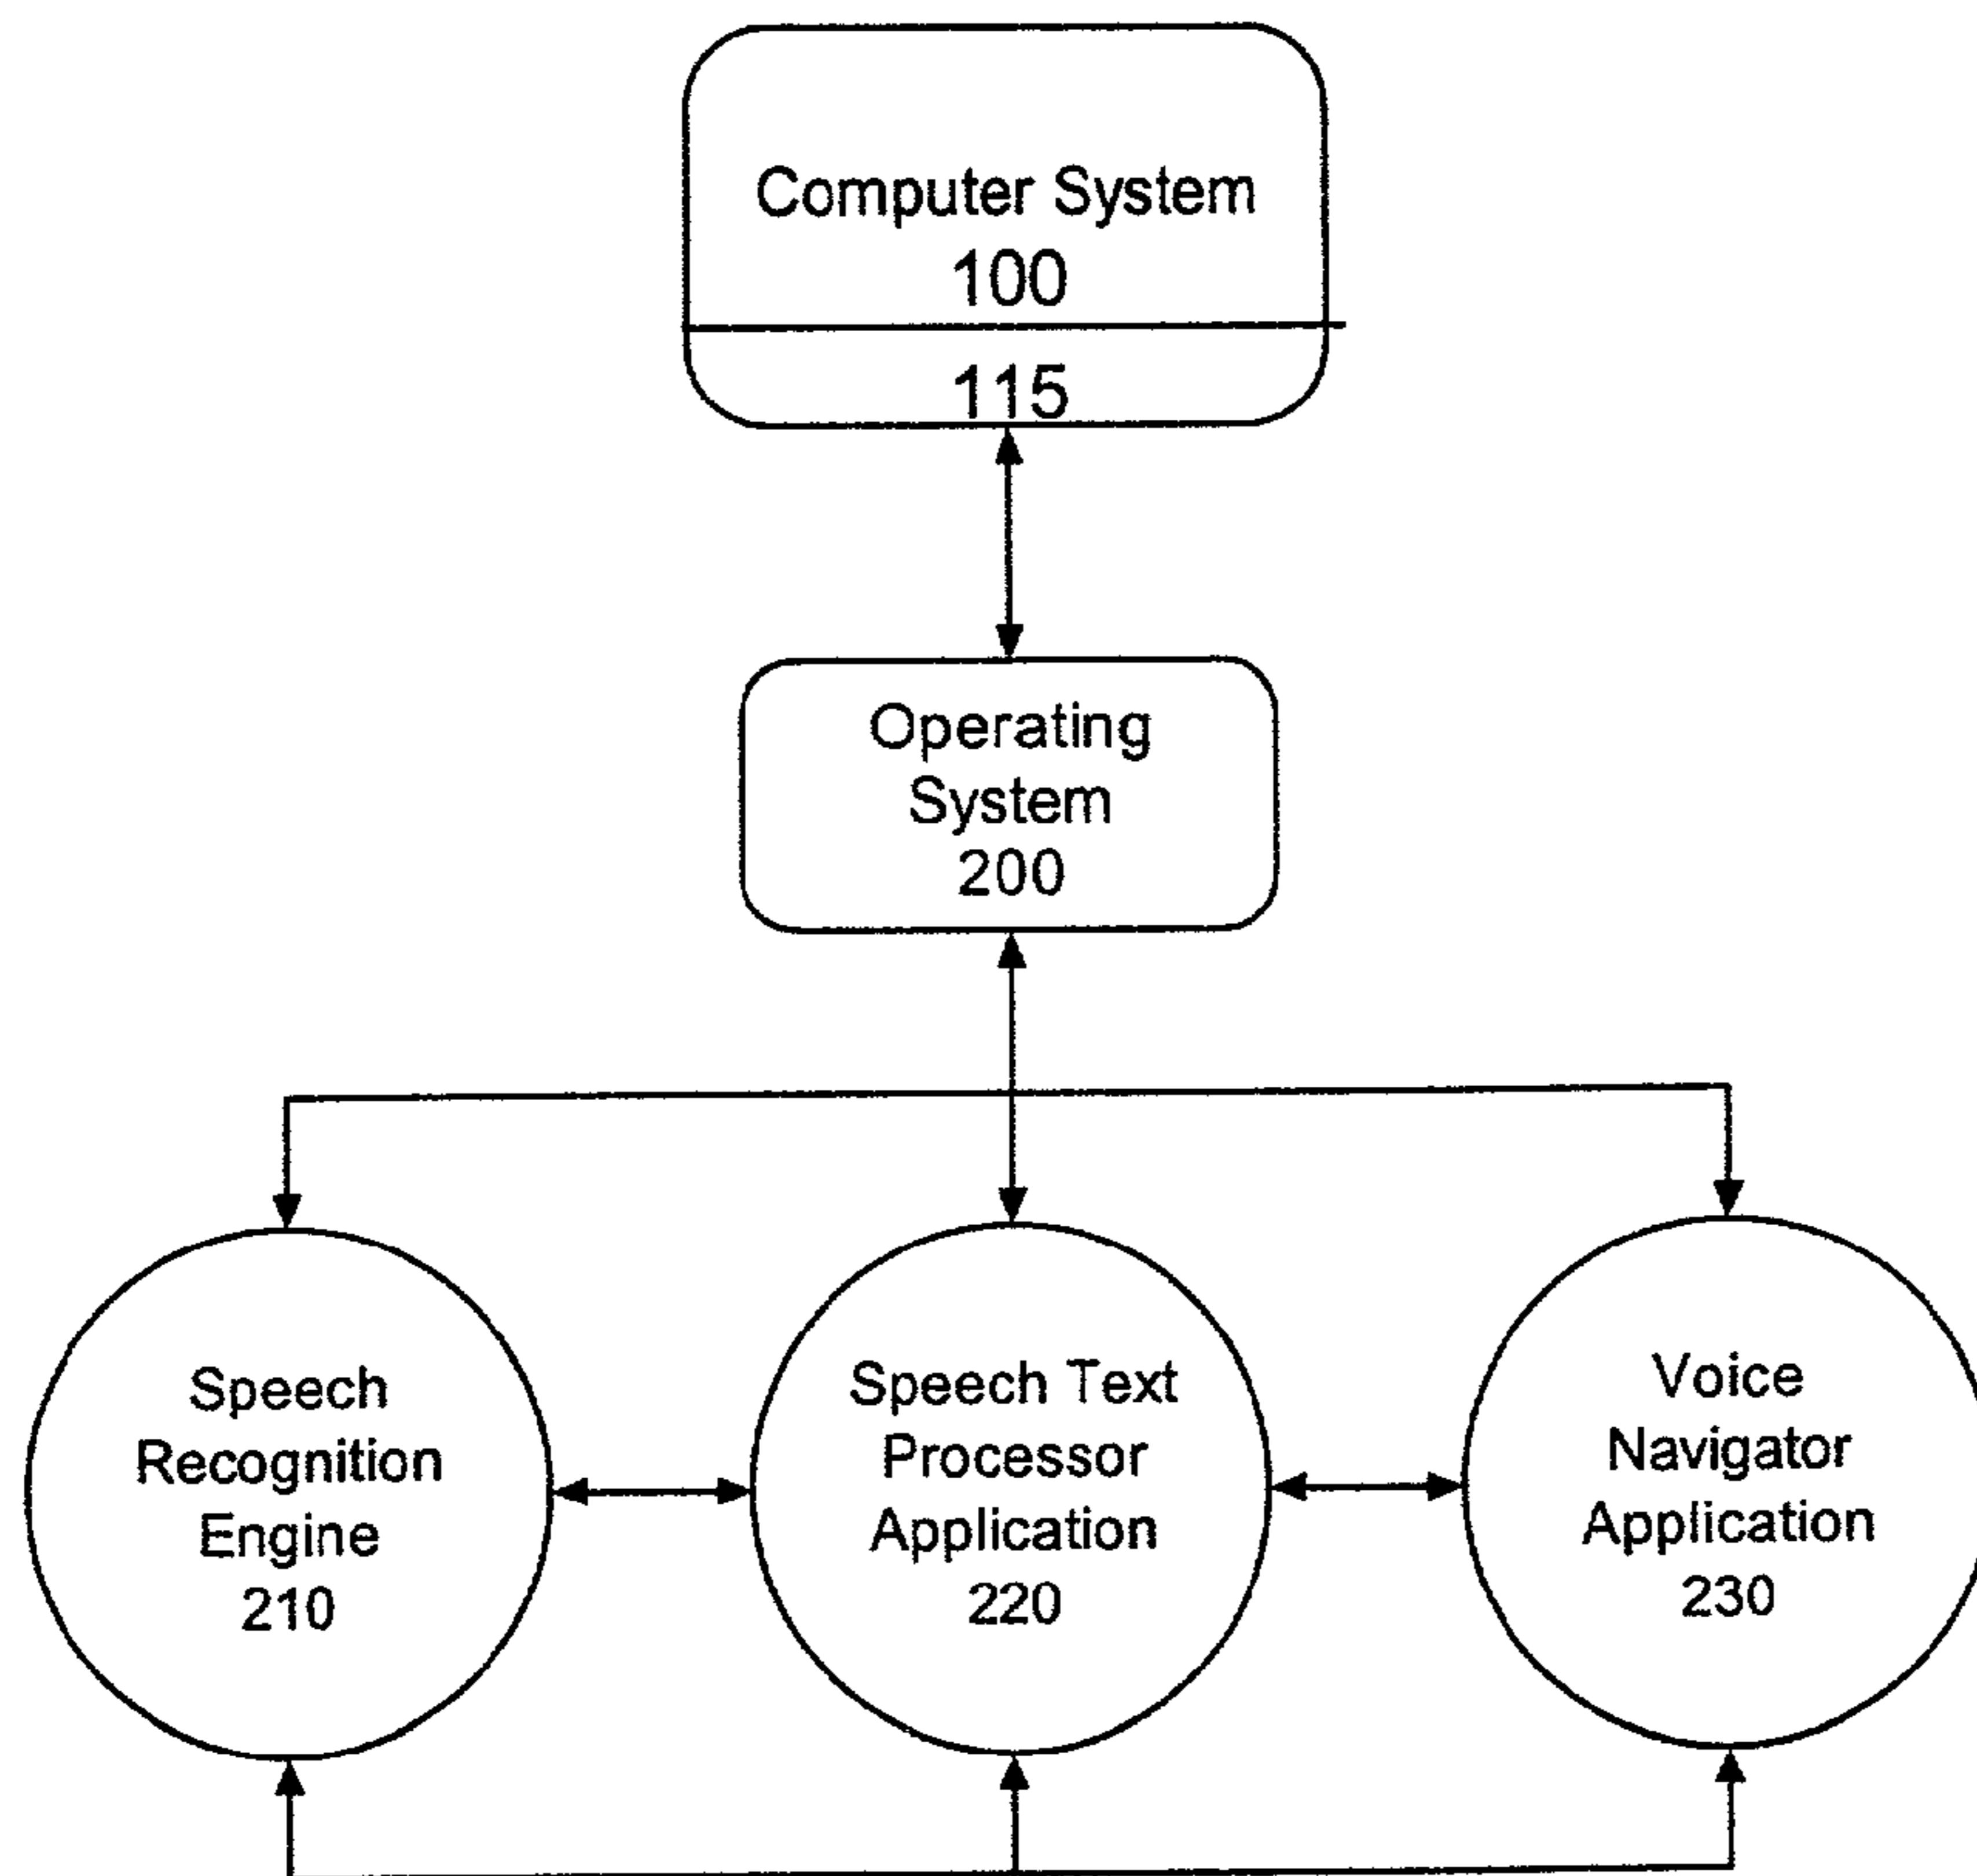 Computer System
100
115
Operating
System
200
Speech
Recognition
Engine
210
Speech Text
Processor
Application
220
Voice
Navigator
Application
230